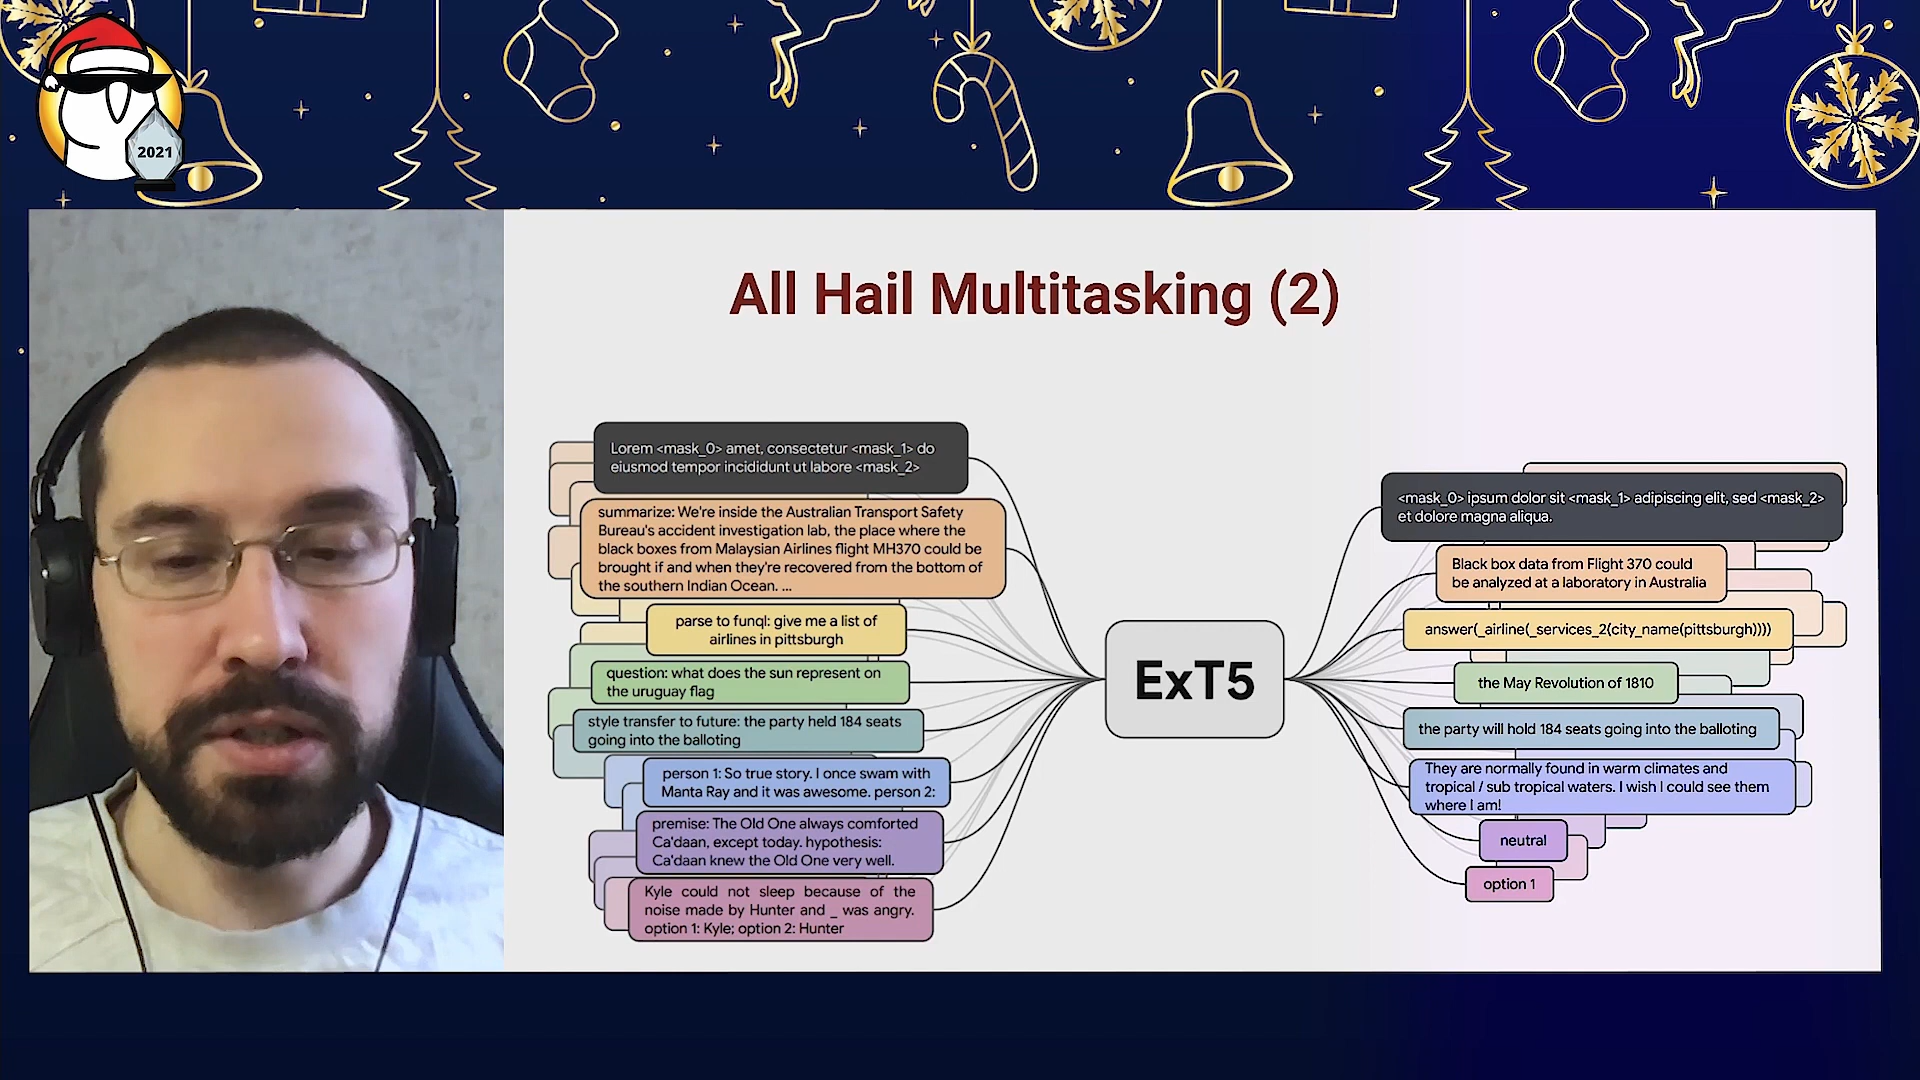 2021
All Hail Multitasking (2)
Lorem <mask_0> amet, consectetur <mask_1> do
eiusmod tempor incididunt ut labore <mask_2>
summarize: We're inside the Australian Transport Safety
Bureau's accident investigation lab, the place where the
black boxes from Malaysian Airlines flight MH370 could be
brought if and when they're recovered from the bottom of
the southern Indian Ocean. ...
parse to funql: give me a list of
airlines in pittsburgh
question: what does the sun represent on
the uruguay flag
style transfer to future: the party held 184 seats
going into the balloting
person 1: So true story. I once swam with
Manta Ray and it was awesome. person 2:
premise: The Old One always comforted
Ca'daan, except today. hypothesis:
Ca'daan knew the Old One very well.
Kyle could not sleep because of the
noise made by Hunter and _ was angry.
option 1: Kyle; option 2: Hunter
ExT5
<mask_0> ipsum dolor sit <mask_1> adipiscing elit, sed <mask_2>
et dolore magna aliqua.
Black box data from Flight 370 could
be analyzed at a laboratory in Australia
answer(_airline(_services_2(city_name(pittsburgh))))
the May Revolution of 1810
the party will hold 184 seats going into the balloting
They are normally found in warm climates and
tropical / sub tropical waters. I wish I could see them
where I am!
neutral
option 1